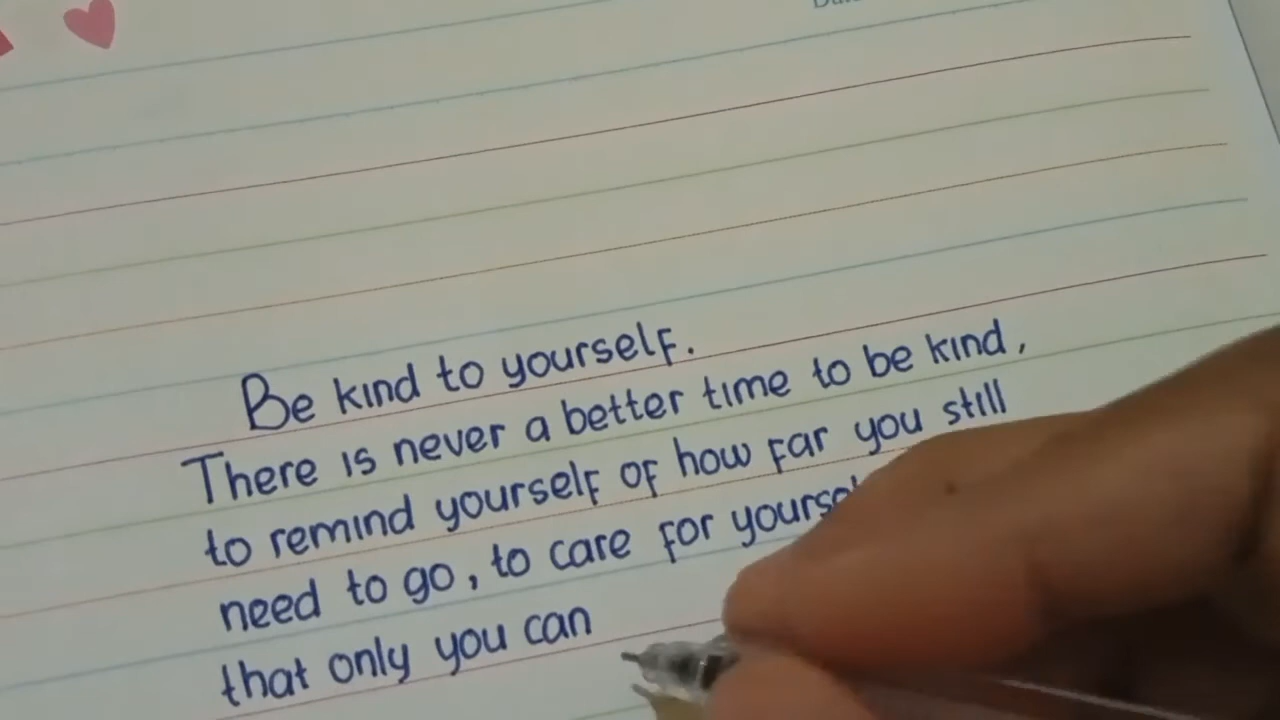 Be kind to yourself.
There is never a better time to be kind,
to remind yourself of how far you still
need to go, to care for
that only you can